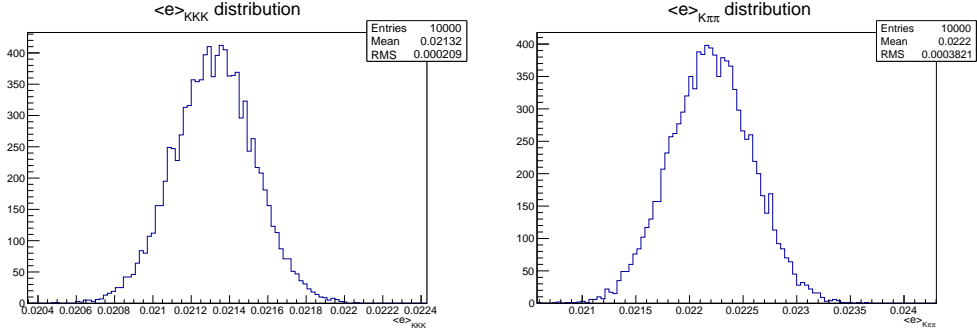 <e>KKK distribution
Entries 10000
Mean 0.02132
RMS 0.000209
400
350
300
250
200
150
100
50
0
0.0204 0.0206 0.0208 0.021 0.0212 0.0214 0.0216 0.0218 0.022 0.0222 0.0224
<e>KKK
<e>Kππ distribution
Entries 10000
Mean 0.0222
RMS 0.0003821
400
350
300
250
200
150
100
50
0
0.021 0.0215 0.022 0.0225 0.023 0.0235 0.024
<e>Kππ